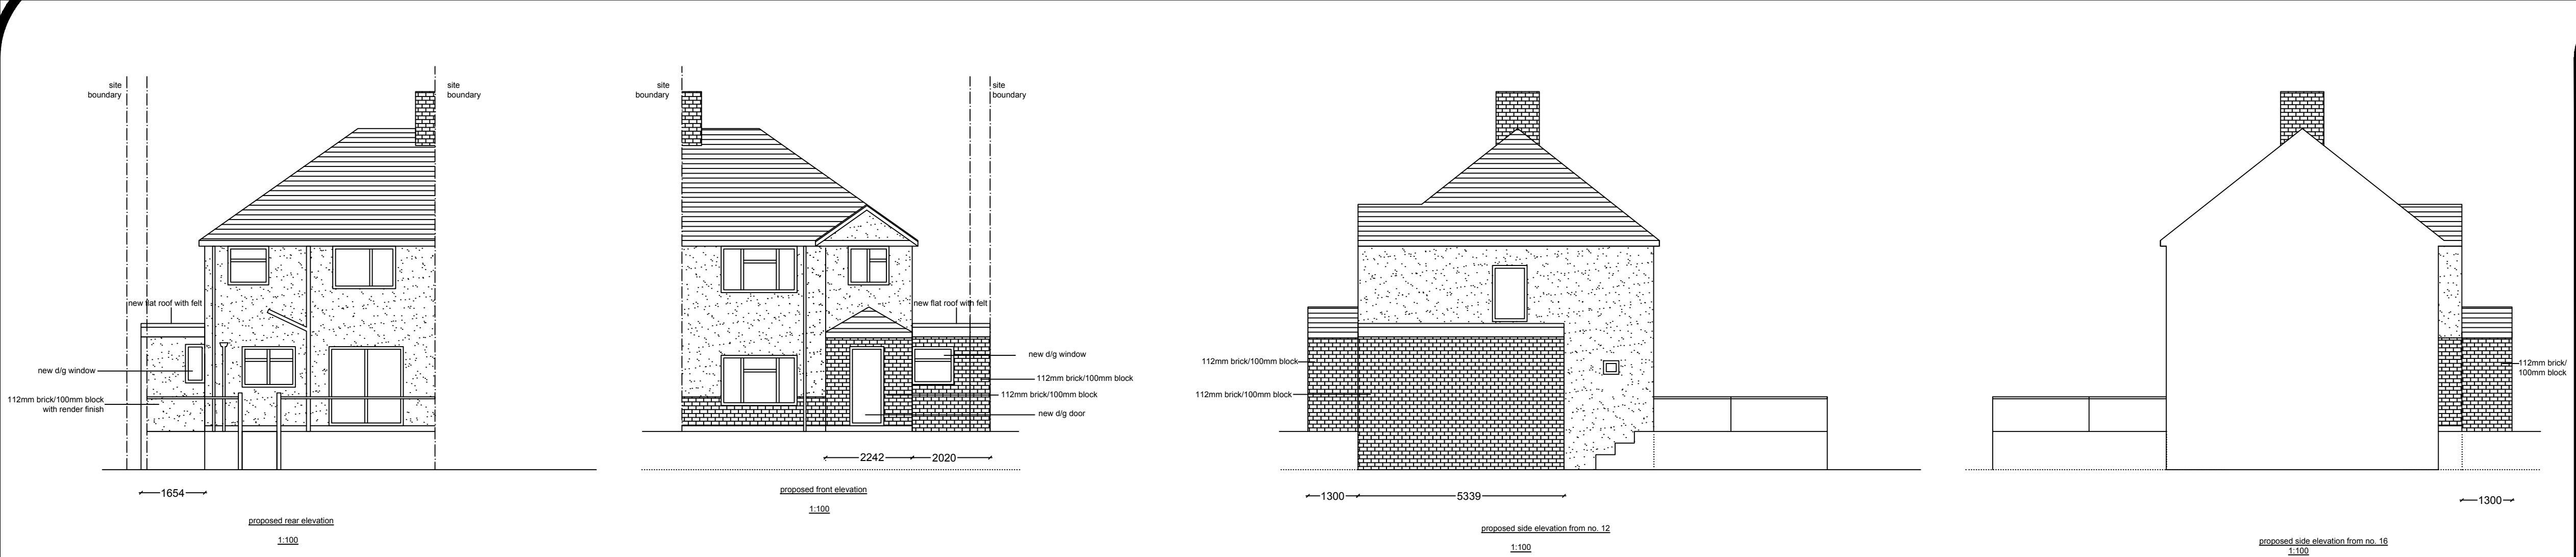 site
boundary
site
boundary
new flat roof with felt
new d/g window
112mm brick/100mm block
with render finish
1654
proposed rear elevation
1:100
site
boundary
site
boundary
new flat roof with felt
new d/g window
112mm brick/100mm block
112mm brick/100mm block
new d/g door
2242
2020
proposed front elevation
1:100
112mm brick/100mm block
112mm brick/100mm block
1300
5339
proposed side elevation from no. 12
1:100
112mm brick/
100mm block
1300
proposed side elevation from no. 16
1:100